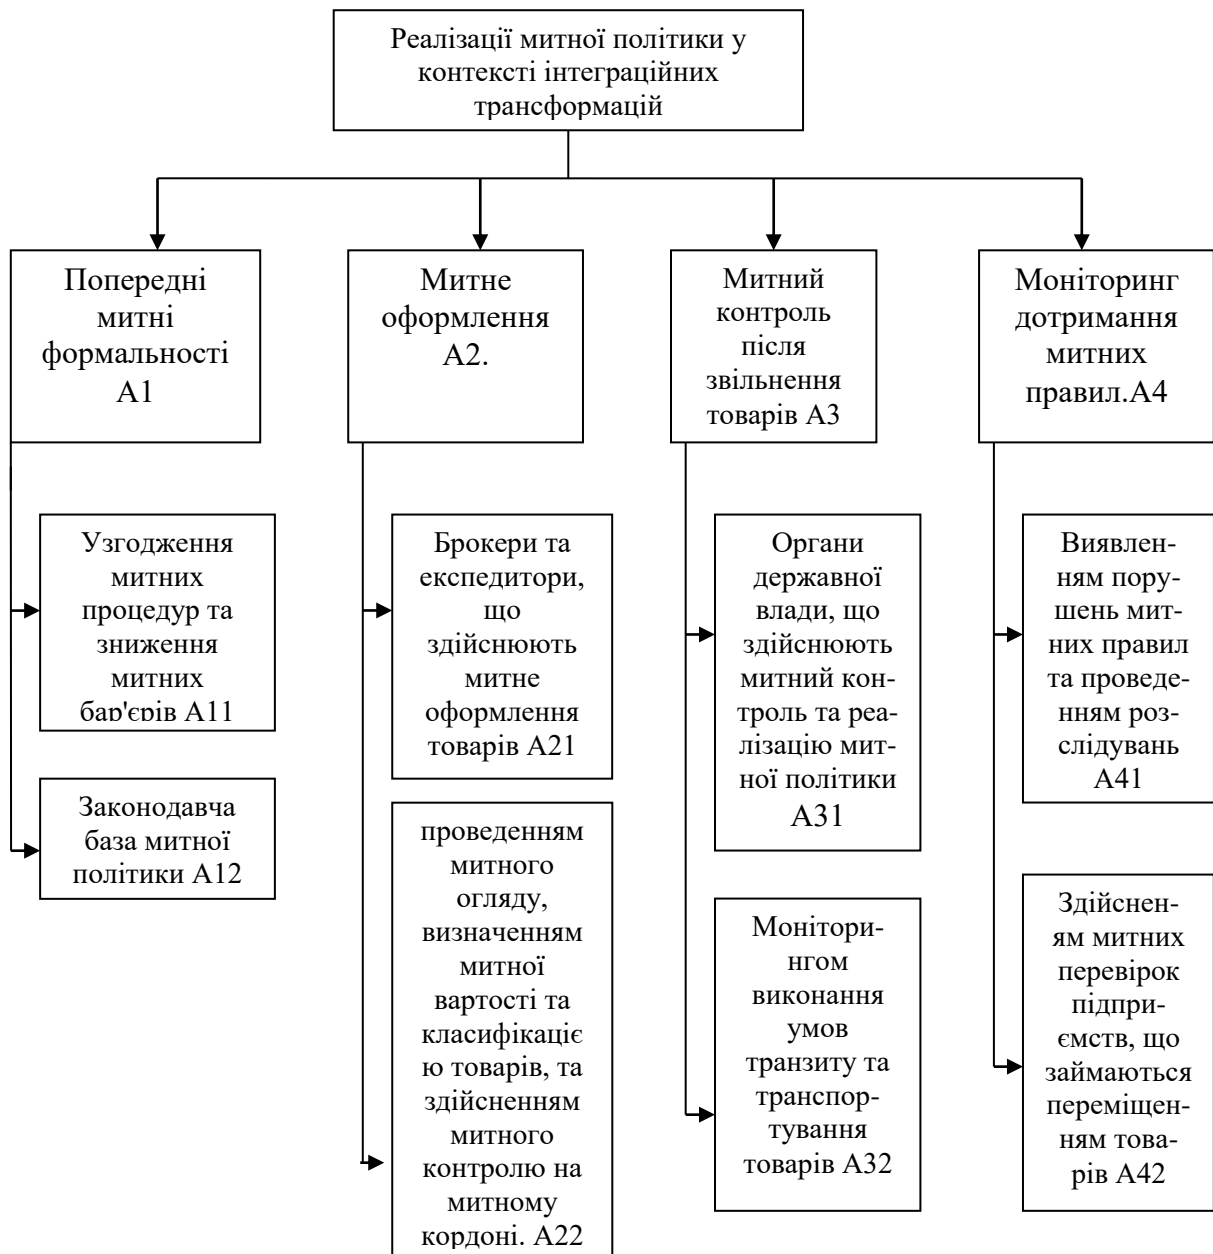 Реалізації митної політики у
контексті інтеграційних
трансформацій
Попередні
митні
формальності
А1
Митне
оформлення
А2.
Митний
контроль
після
звільнення
товарів А3
Моніторинг
дотримання
митних
правил.А4
Узгодження
митних
процедур та
зниження
митних
бар'єрів А11
Законодавча
база митної
політики А12
Брокери та
експедитори,
що
здійснюють
митне
оформлення
товарів А21
проведенням
митного
огляду,
визначенням
митної
вартості та
класифікаціє
ю товарів, та
здійсненням
митного
контролю на
митному
кордоні. А22
Органи
державної
влади, що
здійснюють
митний кон-
троль та реа-
лізацію мит-
ної політики
А31
Монітори-
нгом
виконання
умов
транзиту та
транспор-
тування
товарів А32
Виявлен-
ням пору-
шень мит-
них правил
та проведе-
нням роз-
слідувань
А41
Здійснен-
ям митних
перевірок
підпри-
ємств, що
займаються
переміщен-
ням това-
рів А42